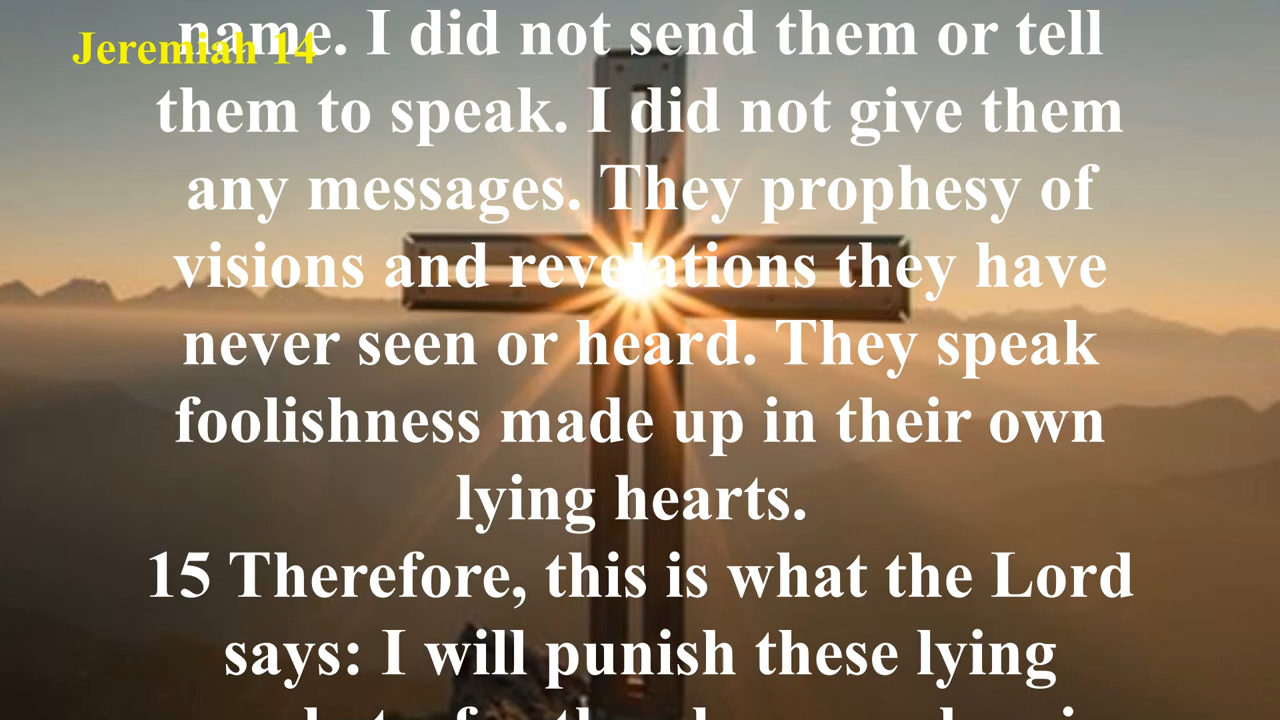 Jeremiah 14
name. I did not send them or tell
them to speak. I did not give them
any messages. They prophesy of
visions and revelations they have
never seen or heard. They speak
foolishness made up in their own
lying hearts.
15 Therefore, this is what the Lord
says: I will punish these lying